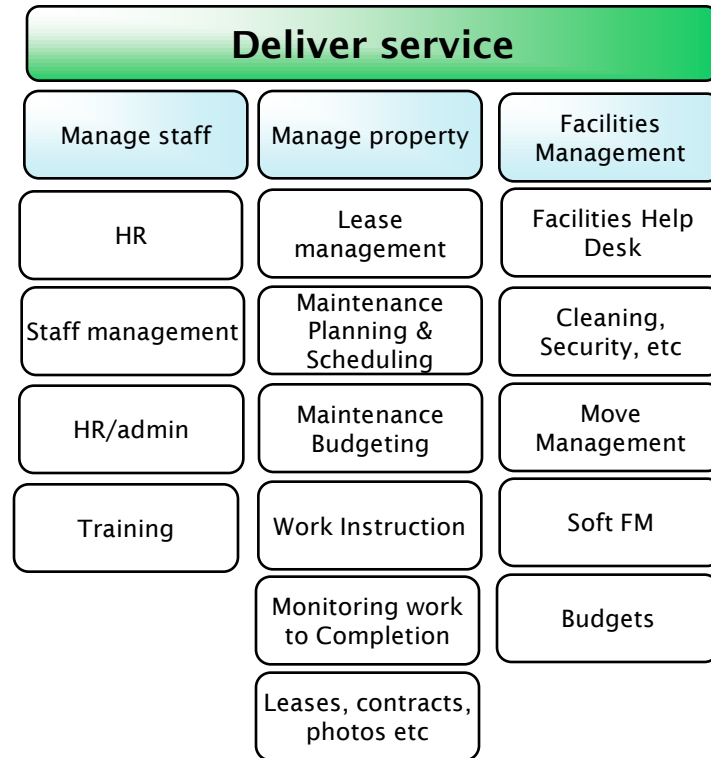 Deliver service
Manage staff
Manage property
Facilities
Management
HR
Lease
management
Facilities Help
Desk
Staff management
Maintenance
Planning &
Scheduling
Cleaning,
Security, etc
HR/admin
Maintenance
Budgeting
Move
Management
Training
Work Instruction
Soft FM
Monitoring work
to Completion
Budgets
Leases, contracts,
photos etc